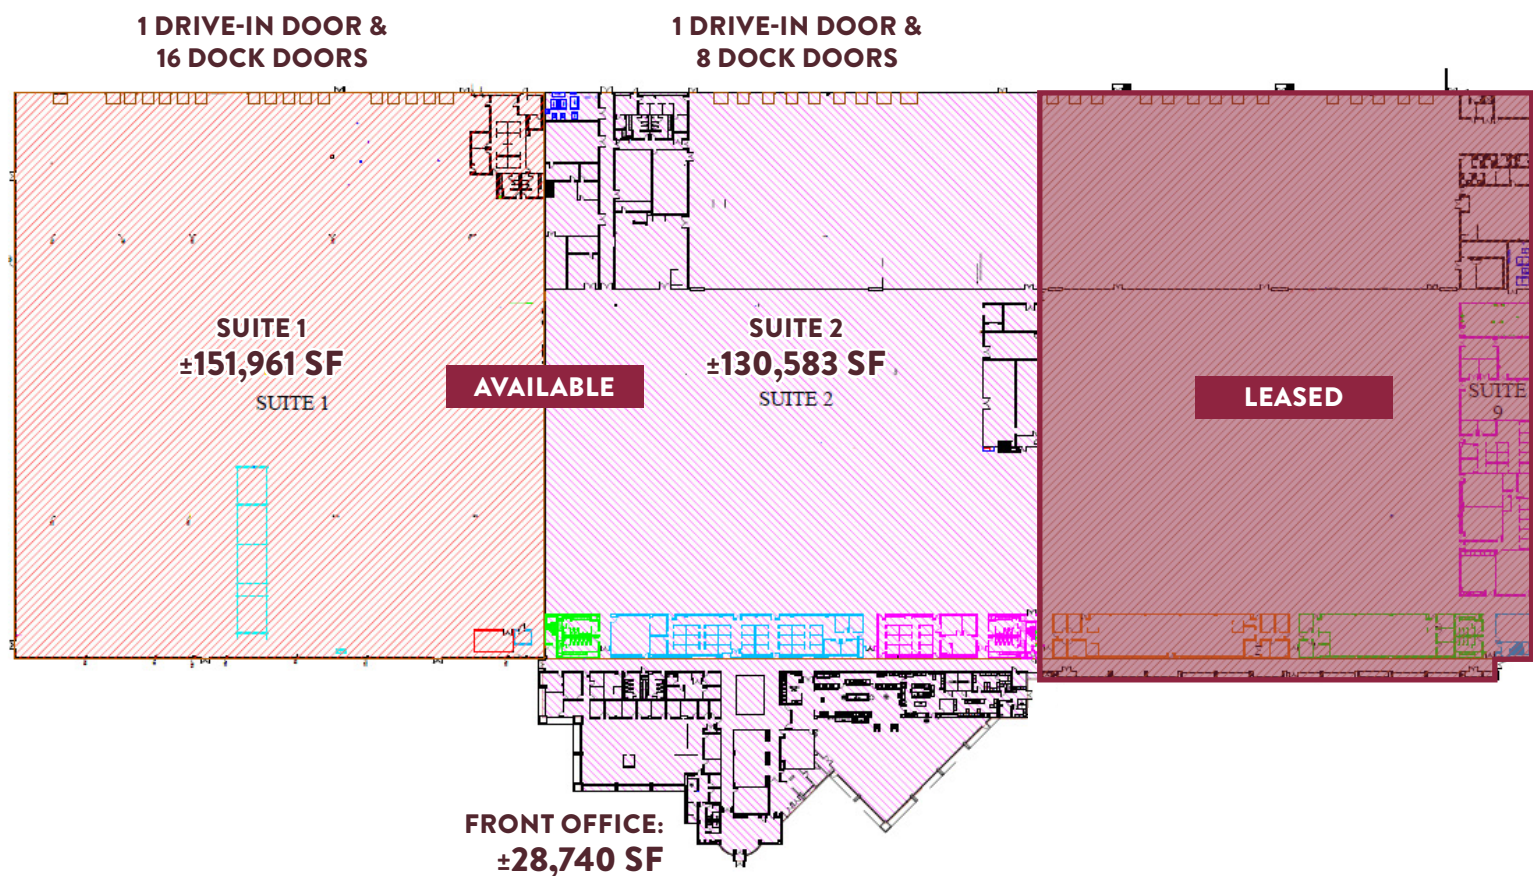 1 DRIVE-IN DOOR &
16 DOCK DOORS
1 DRIVE-IN DOOR &
8 DOCK DOORS
SUITE 1
±151,961 SF
SUITE 1
AVAILABLE
SUITE 2
±130,583 SF
SUITE 2
LEASED
SUITE
9
FRONT OFFICE:
±28,740 SF